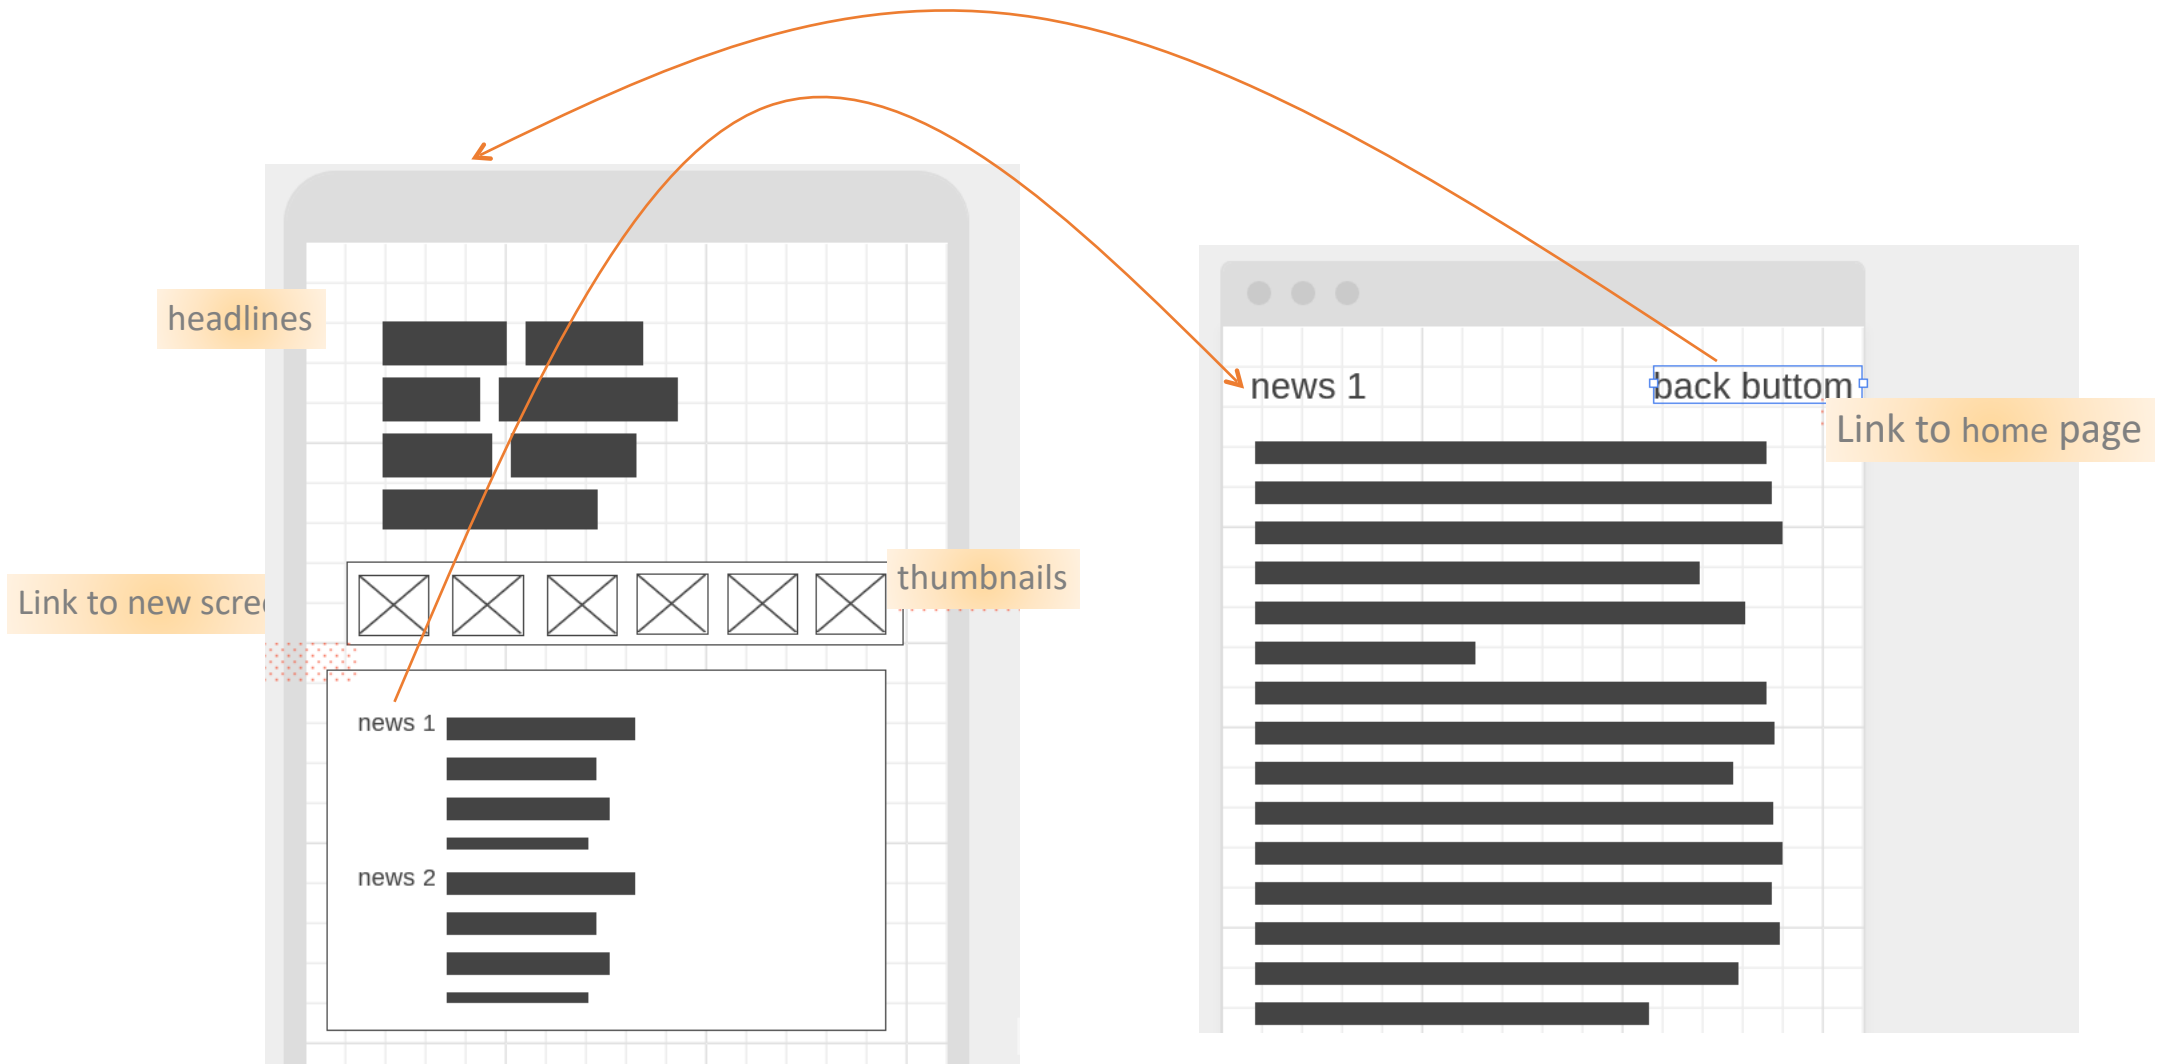 headlines
Link to new scre
thumbnails
news 1
news 2
news 1
back buttom
Link to home page